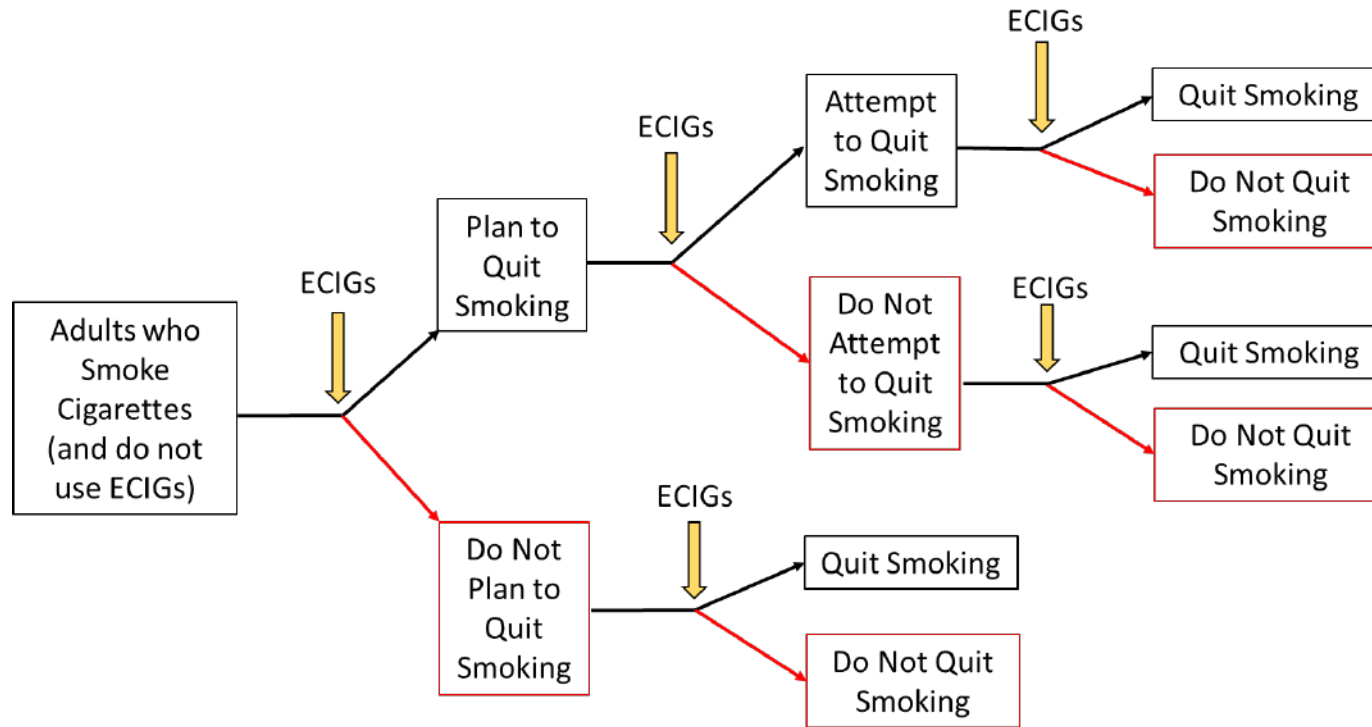 Adults who
Smoke
Cigarettes
(and do not
use ECIGs)
ECIGs
Plan to
Quit
Smoking
ECIGs
Attempt
to Quit
Smoking
ECIGs
Quit Smoking
Do Not Quit
Smoking
Do Not
Attempt
to Quit
Smoking
ECIGs
Quit Smoking
Do Not Quit
Smoking
Do Not
Plan to
Quit
Smoking
ECIGs
Quit Smoking
Do Not Quit
Smoking